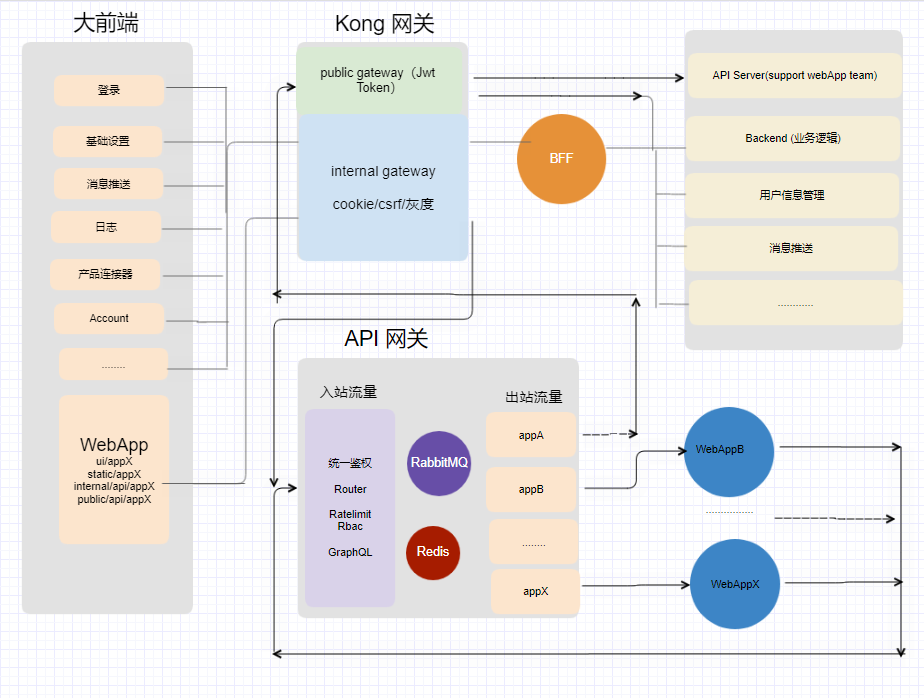 大前端
登录
基础设置
消息推送
日志
产品连接器
Account
........
WebApp
ui/appX
static/appX
internal/api/appX
public/api/appX
Kong 网关
public gateway（Jwt
Token）
internal gateway
cookie/csrf/灰度
BFF
API Server(support webApp team)
Backend (业务逻辑)
用户信息管理
消息推送
............
API 网关
入站流量
统一鉴权
Router
Ratelimit
Rbac
GraphQL
RabbitMQ
Redis
出站流量
appA
appB
........
appX
WebAppB
................
WebAppX